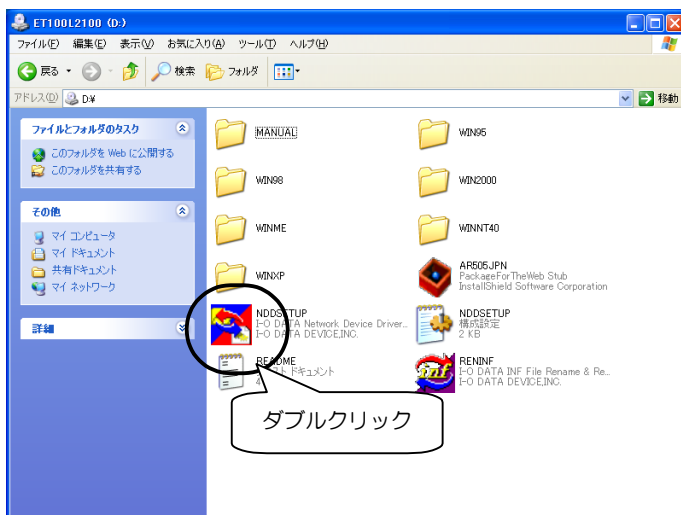 ET100L2100 (D:)
ファイル(F) 編集(E) 表示(V) お気に入り(A) ツール(T) ヘルプ(H)
戻る 検索 フォルダ
アドレス(D) D:¥ 移動
ファイルとフォルダのタスク
このフォルダを Web に公開する
このフォルダを共有する
その他
マイ コンピュータ
マイ ドキュメント
共有ドキュメント
マイ ネットワーク
詳細
MANUAL
WIN95
WIN98
WIN2000
WINME
WINNT40
WINXP
AR505JPN
PackageForTheWeb Stub
InstallShield Software Corporation
NDDSETUP
I-O DATA Network Device Driver...
I-O DATA DEVICE,INC.
NDDSETUP
構成設定
2 KB
README
スト ドキュメント
4
RENINF
I-O DATA INF File Rename & Re...
I-O DATA DEVICE,INC.
ダブルクリック